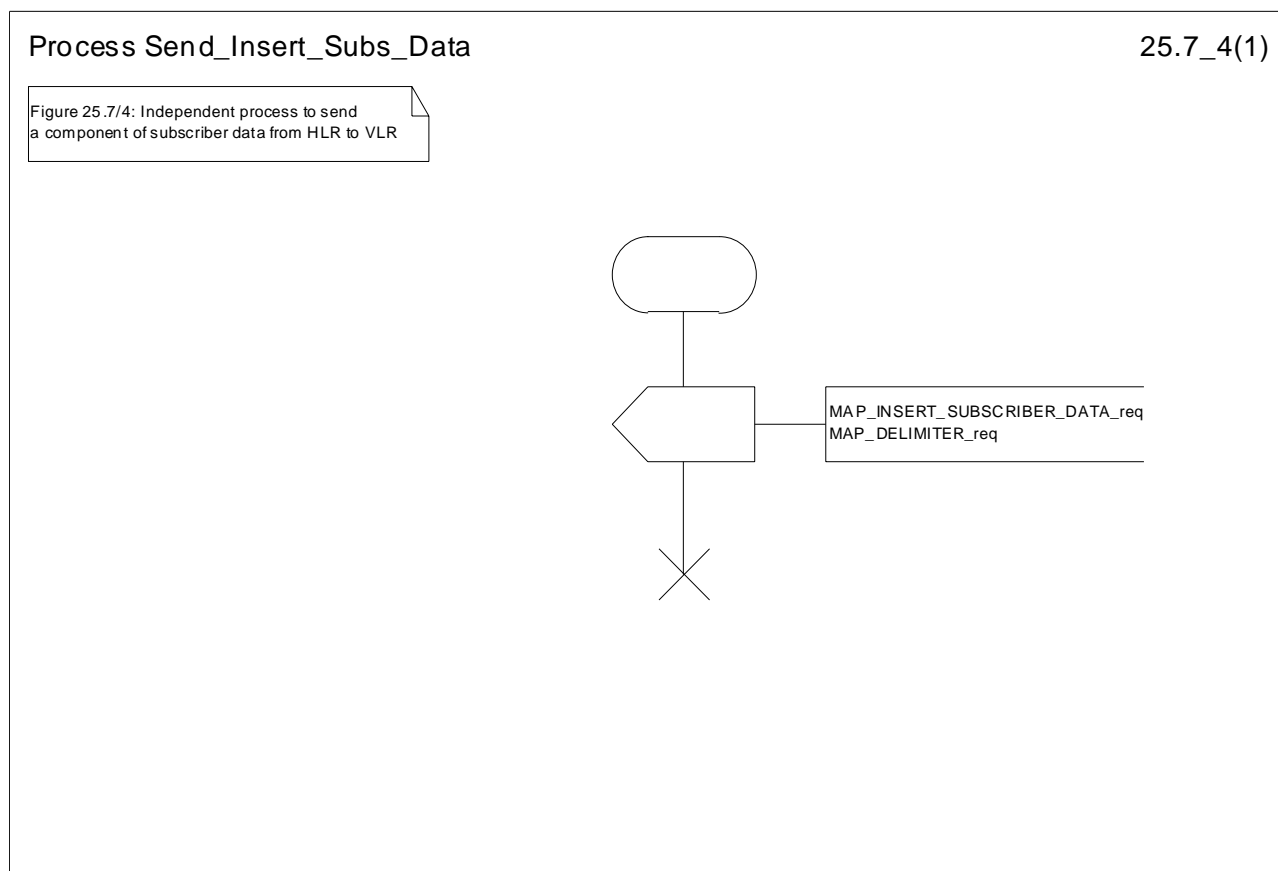 Process Send_Insert_Subs_Data
25.7_4(1)
Figure 25.7/4: Independent process to send
a component of subscriber data from HLR to VLR
MAP_INSERT_SUBSCRIBER_DATA_req
MAP_DELIMITER_req